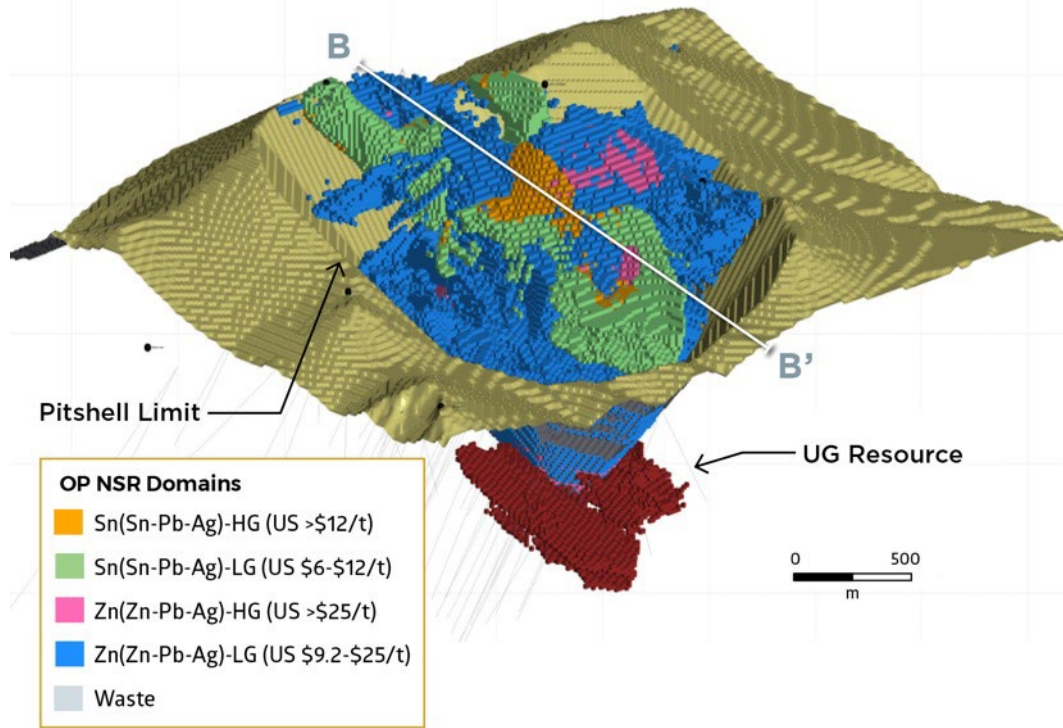 B
B’
Pitshell Limit
UG Resource
OP NSR Domains
Sn(Sn-Pb-Ag)-HG (US >$12/t)
Sn(Sn-Pb-Ag)-LG (US $6-$12/t)
Zn(Zn-Pb-Ag)-HG (US >$25/t)
Zn(Zn-Pb-Ag)-LG (US $9.2-$25/t)
Waste
0 500
m